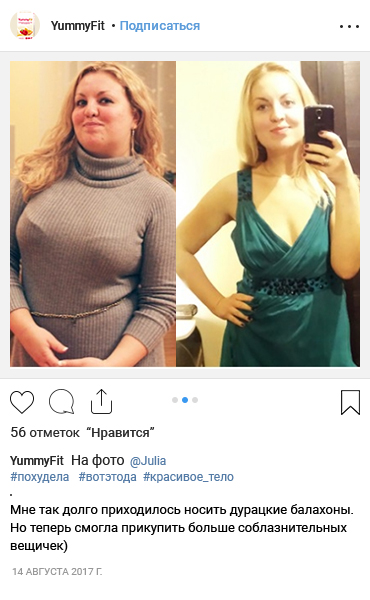 YummyFit • Подписаться
56 отметок “Нравится”
YummyFit На фото @Julia
#похудела #вотэтода #красивое_тело
.
Мне так долго приходилось носить дурацкие балахоны.
Но теперь смогла прикупить больше соблазнительных
вещичек)
14 АВГУСТА 2017 Г.